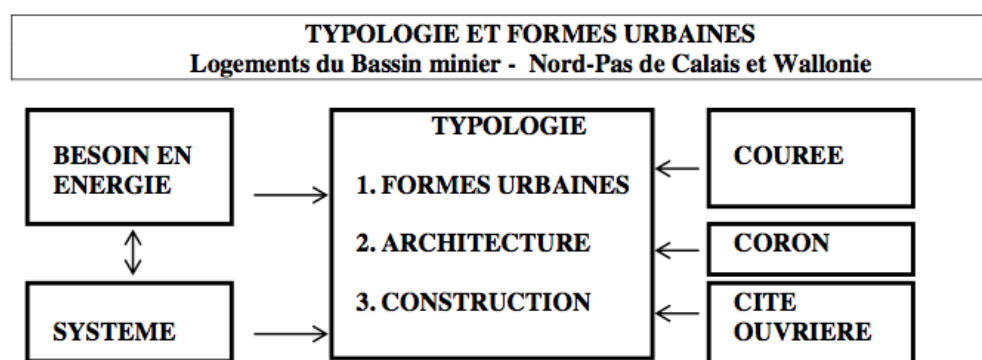 TYPOLOGIE ET FORMES URBAINES
Logements du Bassin minier - Nord-Pas de Calais et Wallonie
BESOIN EN
ENERGIE
SYSTEME
TYPOLOGIE
1. FORMES URBAINES
2. ARCHITECTURE
3. CONSTRUCTION
COUREE
CORON
CITE
OUVRIERE